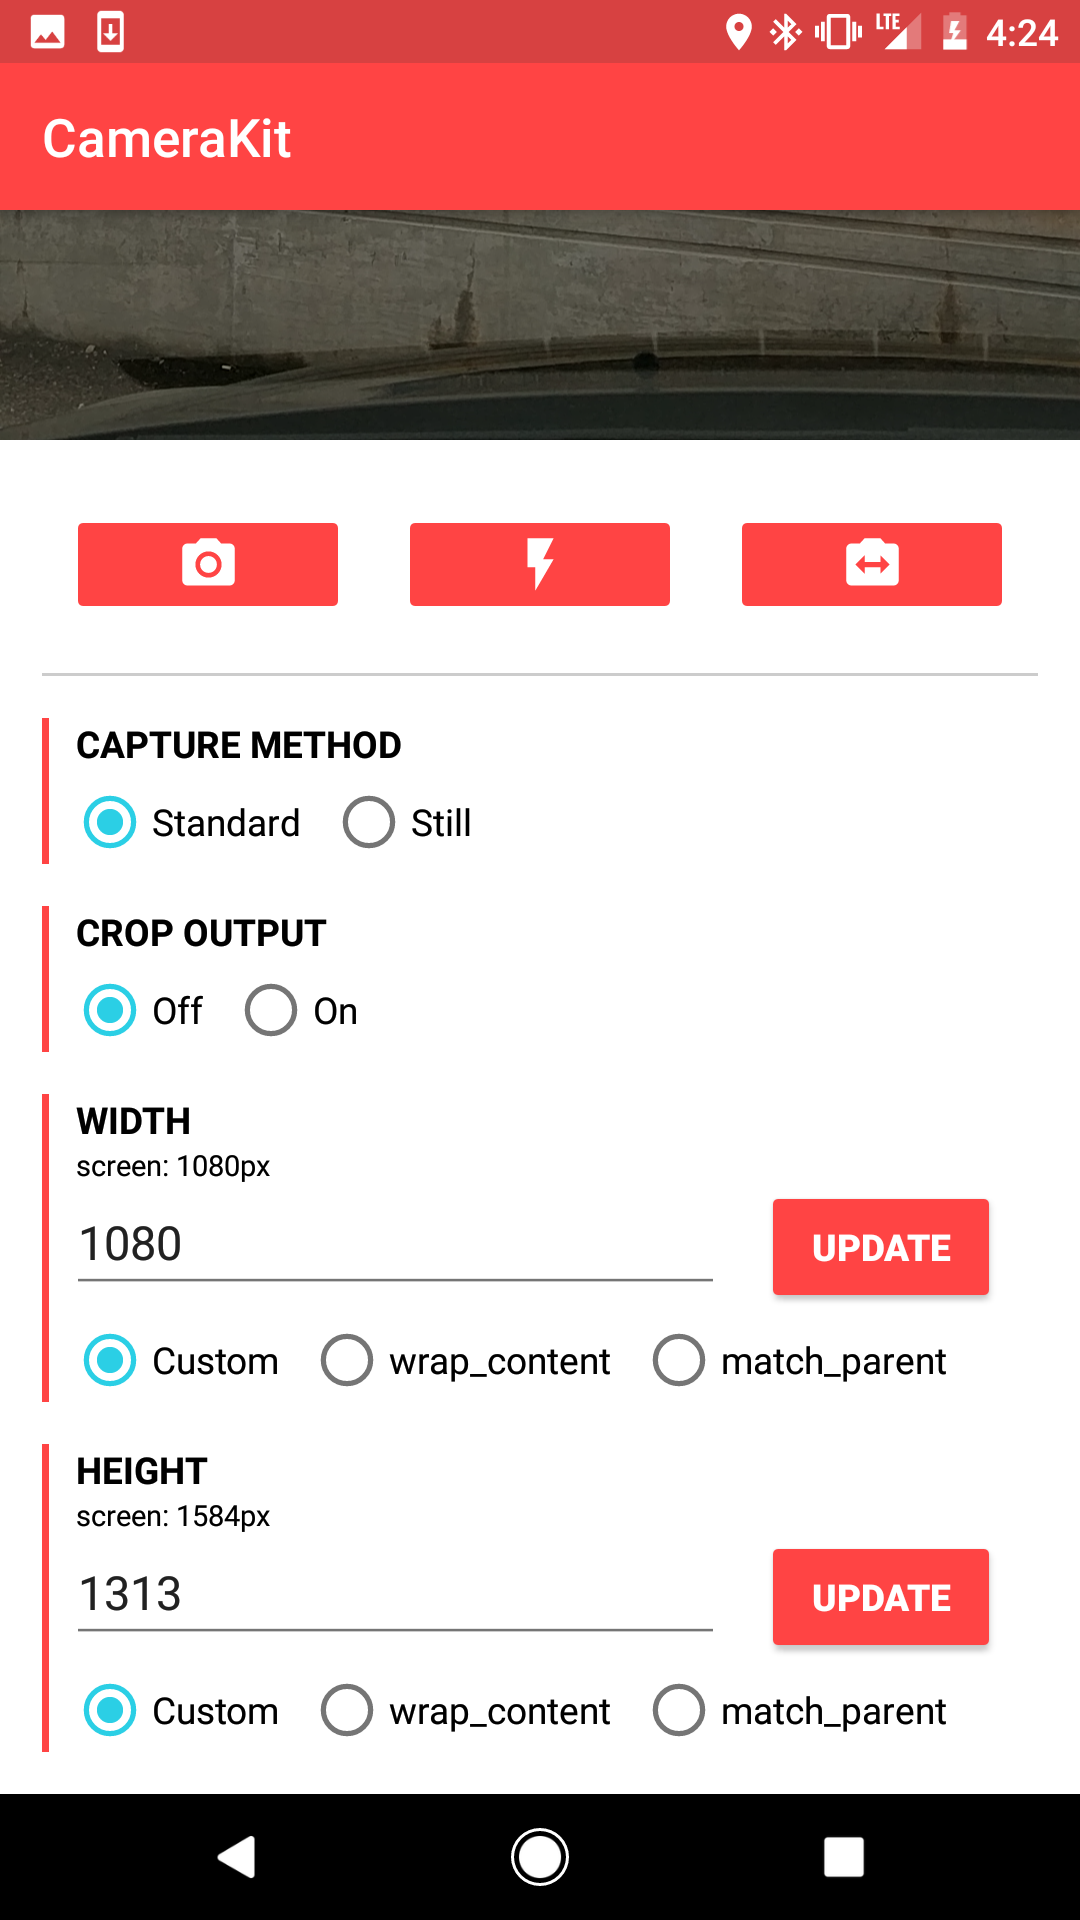 LTE 4:24
CameraKit
CAPTURE METHOD
Standard Still
CROP OUTPUT
Off On
WIDTH
screen: 1080px
1080 UPDATE
Custom wrap_content match_parent
HEIGHT
screen: 1584px
1313 UPDATE
Custom wrap_content match_parent